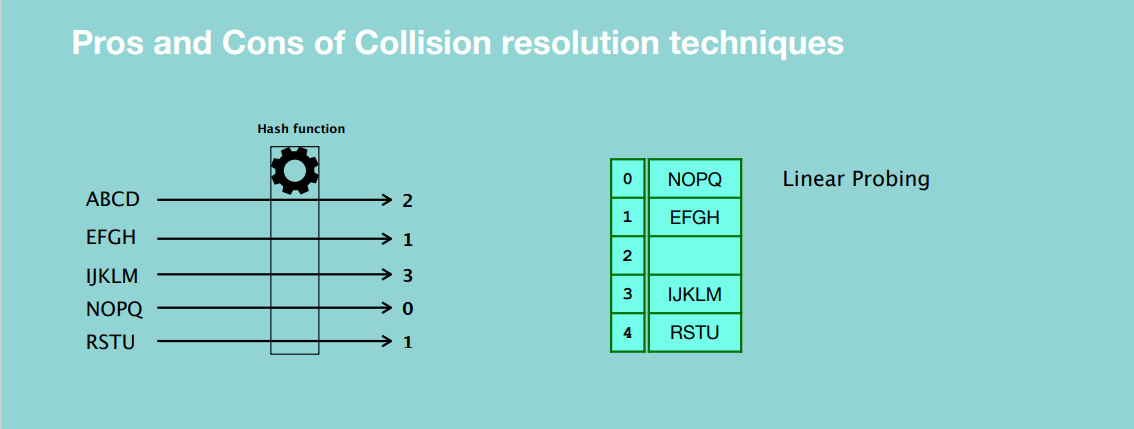 Pros and Cons of Collision resolution techniques
Hash function
ABCD 2
EFGH 1
IJKLM 3
NOPQ 0
RSTU 1
0 NOPQ
1 EFGH
2
3 IJKLM
4 RSTU
Linear Probing